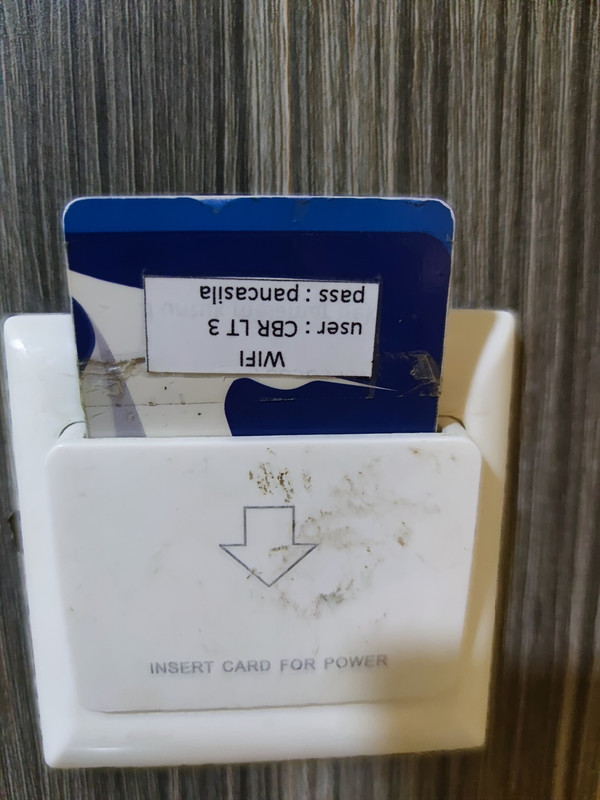 WIFI
user : CBR LT 3
pass : pancasila
INSERT CARD FOR POWER